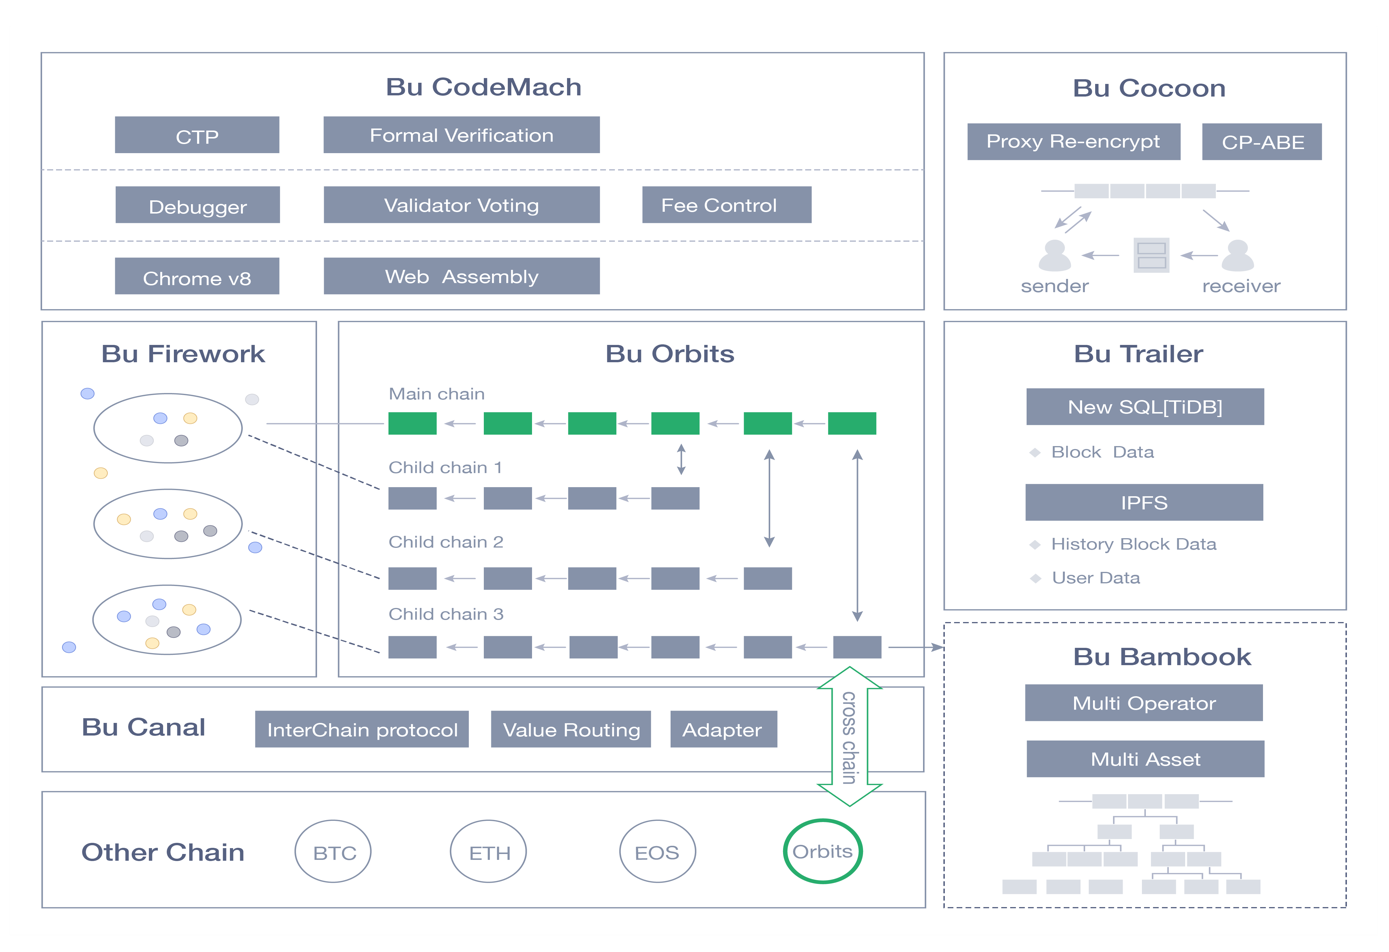 Bu CodeMach
CTP
Formal Verification
Debugger
Validator Voting
Fee Control
Chrome v8
Web Assembly
Bu Cocoon
Proxy Re-encrypt
CP-ABE
sender
receiver
Bu Firework
Bu Orbits
Main chain
Child chain 1
Child chain 2
Child chain 3
Bu Trailer
New SQL[TiDB]
Block Data
IPFS
History Block Data
User Data
Bu Canal
InterChain protocol
Value Routing
Adapter
cross chain
Bu Bambook
Multi Operator
Multi Asset
Other Chain
BTC
ETH
EOS
Orbits